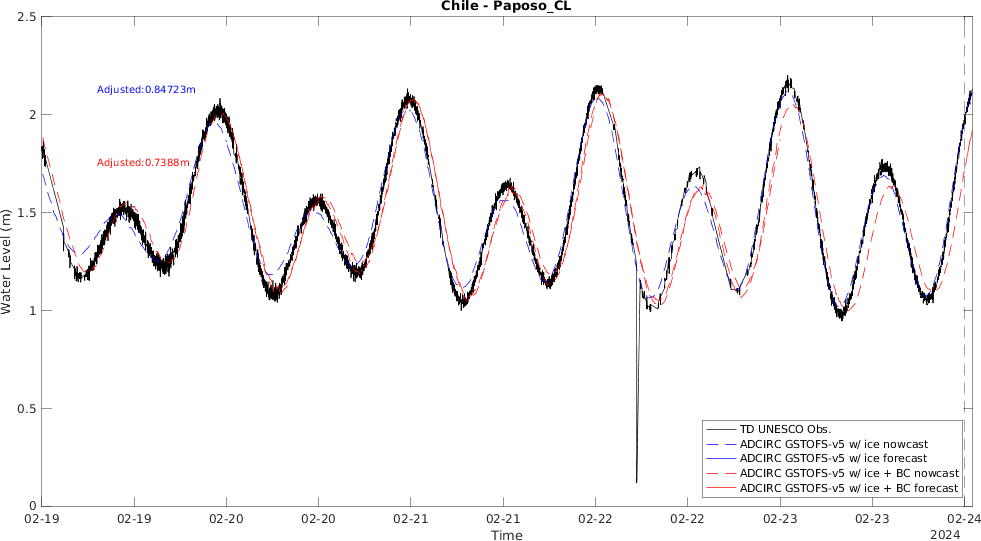 Chile - Paposo_CL
2.5
2
1.5
1
0.5
0
Water Level (m)
Adjusted:0.84723m
Adjusted:0.7388m
TD UNESCO Obs.
ADCIRC GSTOFS-v5 w/ ice nowcast
ADCIRC GSTOFS-v5 w/ ice forecast
ADCIRC GSTOFS-v5 w/ ice + BC nowcast
ADCIRC GSTOFS-v5 w/ ice + BC forecast
02-19 02-19 02-20 02-20 02-21 02-21 02-22 02-22 02-23 02-23 02-24
Time
2024